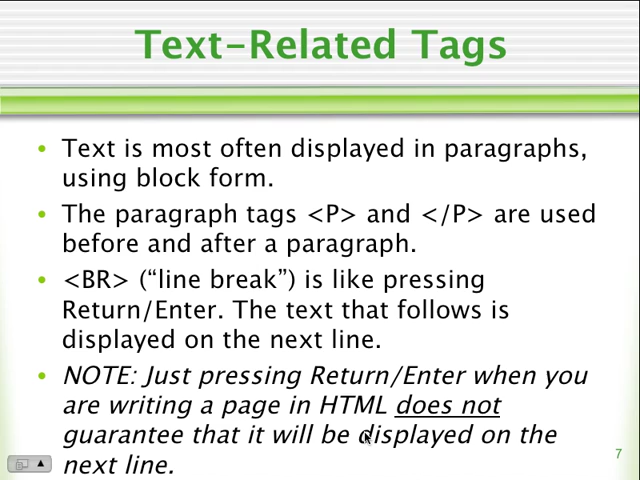 Text-Related Tags
• Text is most often displayed in paragraphs,
using block form.
• The paragraph tags <P> and </P> are used
before and after a paragraph.
• <BR> (“line break”) is like pressing
Return/Enter. The text that follows is
displayed on the next line.
• NOTE: Just pressing Return/Enter when you
are writing a page in HTML does not
guarantee that it will be displayed on the
next line.
7